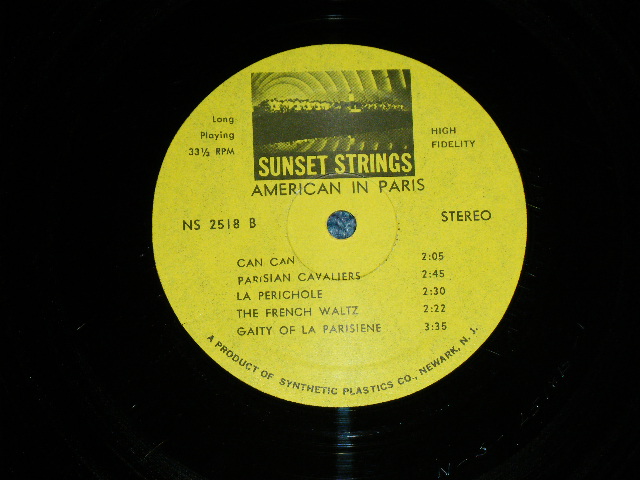 SUNSET STRINGS
AMERICAN IN PARIS
Long
Playing
33⅓ RPM
HIGH
FIDELITY
NS 2518 B
STEREO
CAN CAN 2:05
PARISIAN CAVALIERS 2:45
LA PERICHOLE 2:30
THE FRENCH WALTZ 2:22
GAITY OF LA PARISIENE 3:35
A PRODUCT OF SYNTHETIC PLASTICS CO., NEWARK, N. J.